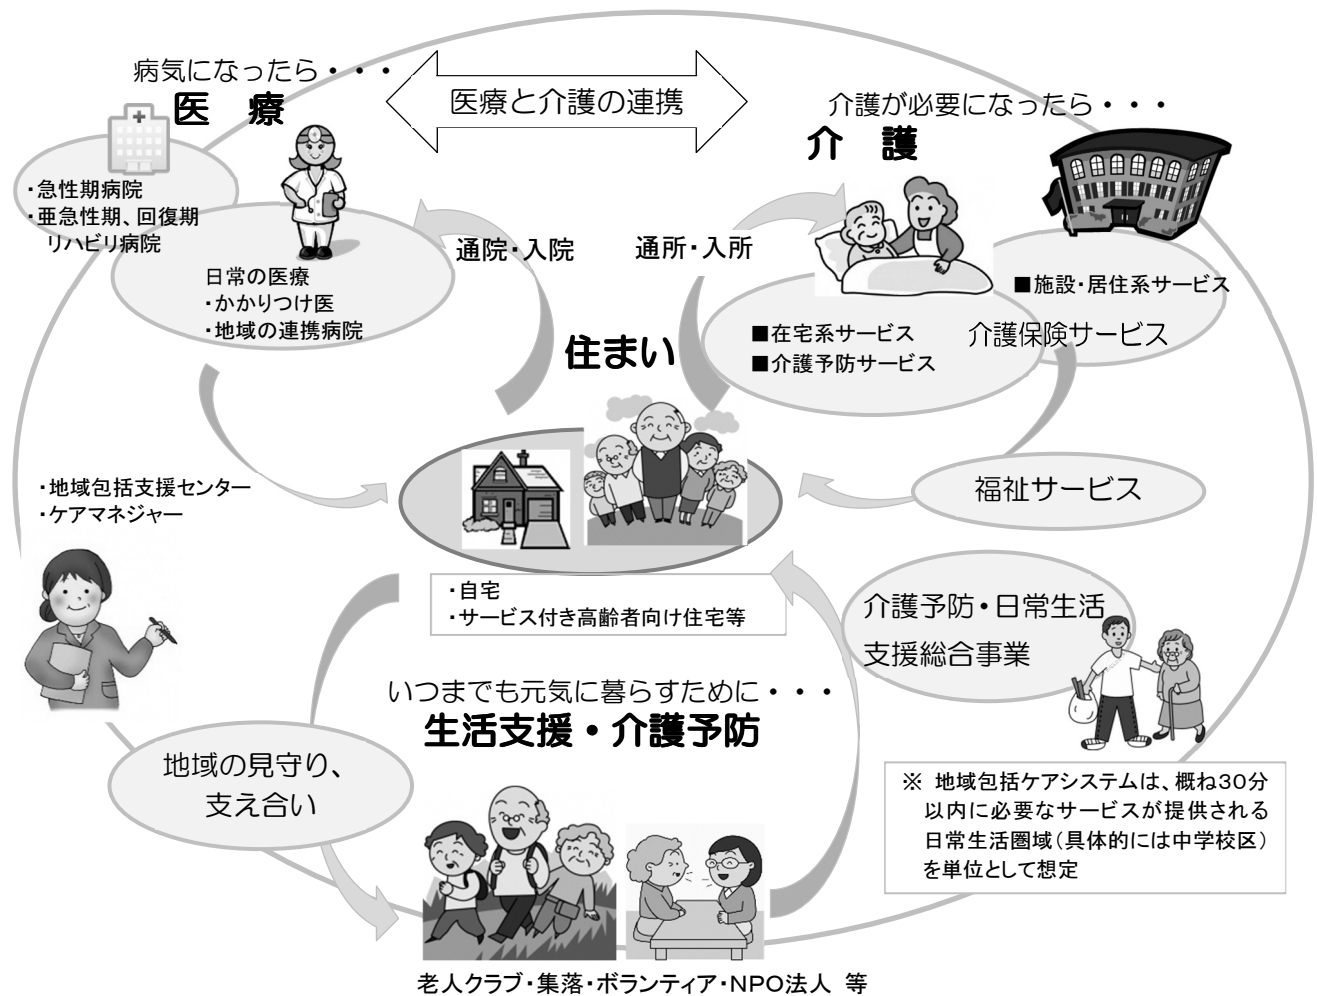 病気になったら・・・
医 療
医療と介護の連携
介護が必要になったら・・・
介 護
・急性期病院
・亜急性期、回復期
リハビリ病院
日常の医療
・かかりつけ医
・地域の連携病院
通院・入院
通所・入所
■施設・居住系サービス
介護保険サービス
■在宅系サービス
■介護予防サービス
住まい
福祉サービス
・地域包括支援センター
・ケアマネジャー
・自宅
・サービス付き高齢者向け住宅等
介護予防・日常生活
支援総合事業
いつまでも元気に暮らすために・・・
生活支援・介護予防
地域の見守り、
支え合い
※ 地域包括ケアシステムは、概ね30分
以内に必要なサービスが提供される
日常生活圏域(具体的には中学校区)
を単位として想定
老人クラブ・集落・ボランティア・NPO法人 等